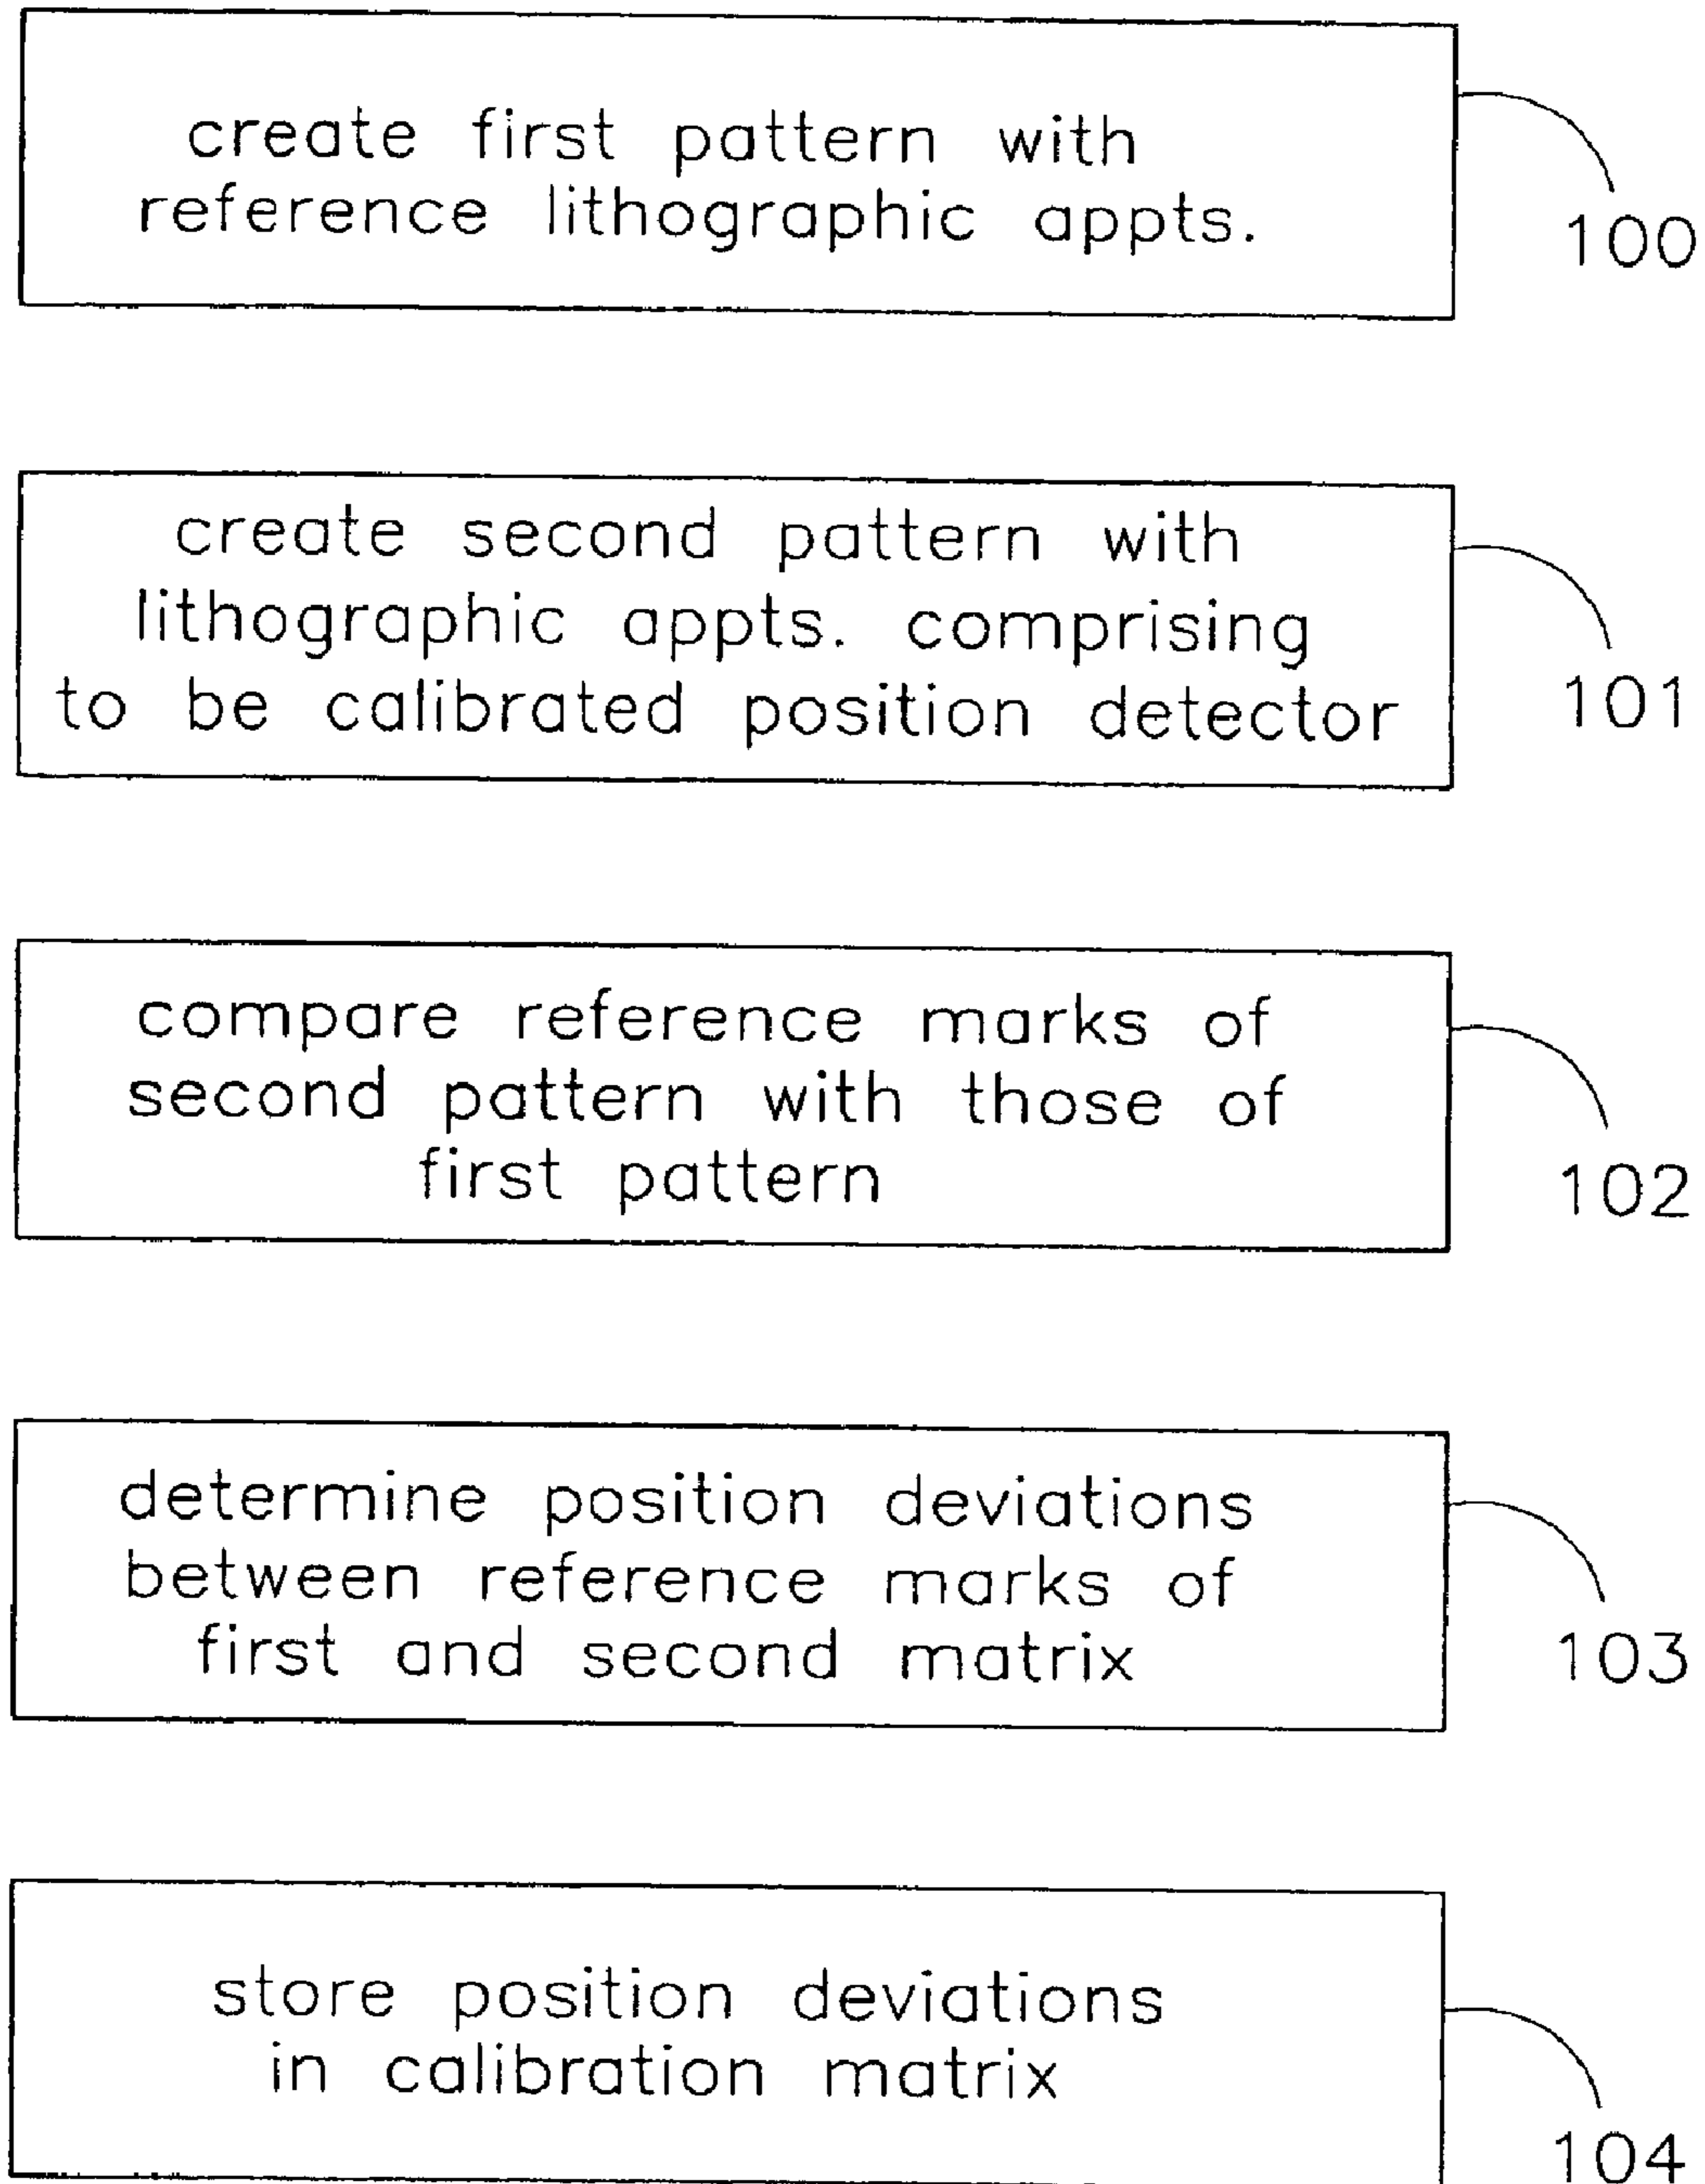 create first pattern with
reference lithographic appts.
100
create second pattern with
lithographic appts. comprising
to be calibrated position detector
101
compare reference marks of
second pattern with those of
first pattern
102
determine position deviations
between reference marks of
first and second matrix
103
store position deviations
in calibration matrix
104